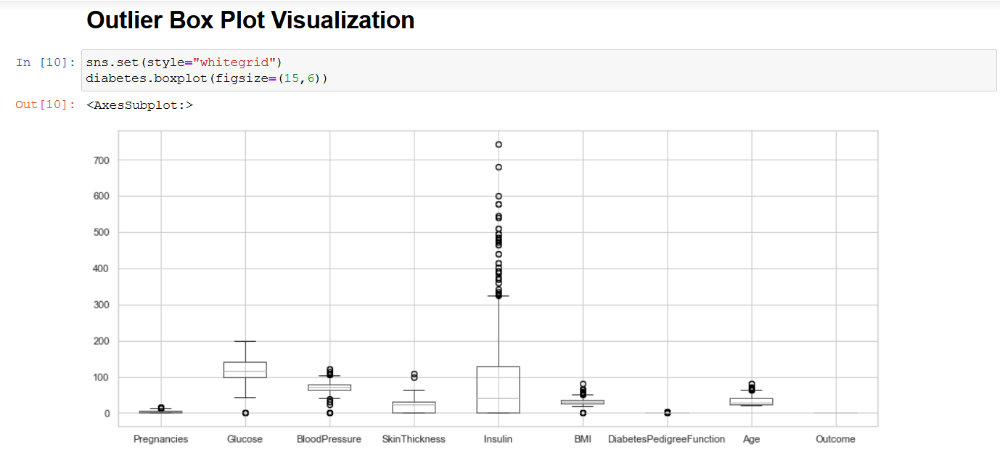 Outlier Box Plot Visualization
In [10]: sns.set(style="whitegrid")
diabetes.boxplot(figsize=(15,6))
Out[10]: <AxesSubplot:>
700
600
500
400
300
200
100
0
Pregnancies Glucose BloodPressure SkinThickness Insulin BMI DiabetesPedigreeFunction Age Outcome